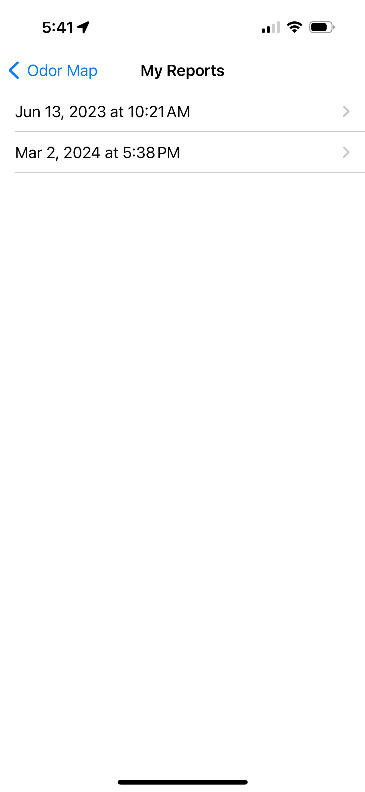 5:41
Odor Map My Reports
Jun 13, 2023 at 10:21 AM
Mar 2, 2024 at 5:38 PM